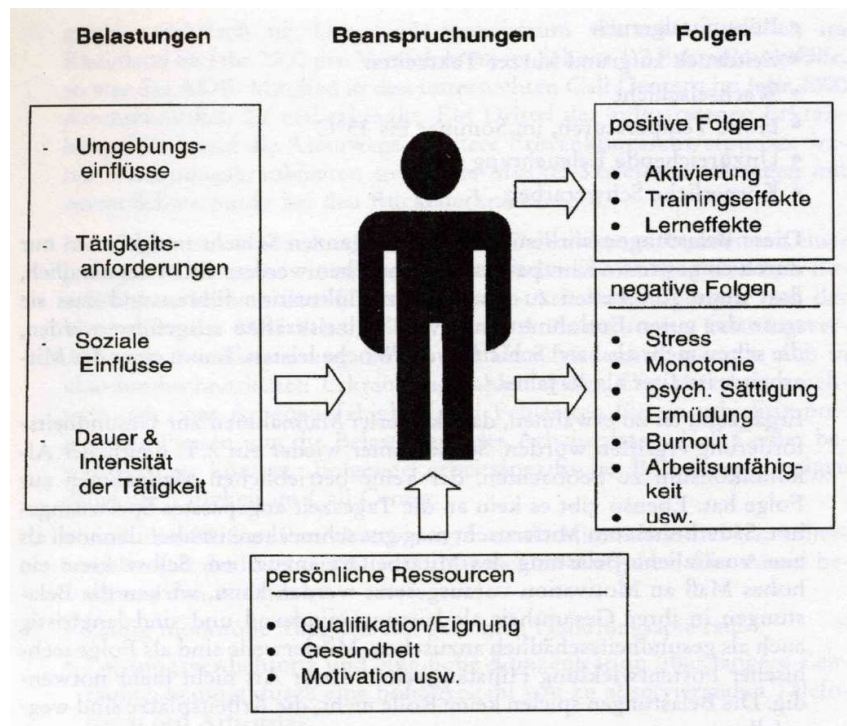 Belastungen
Beanspruchungen
Folgen
- Umgebungs-
einflüsse
- Tätigkeits-
anforderungen
- Soziale
Einflüsse
- Dauer &
Intensität
der Tätigkeit
positive Folgen
• Aktivierung
• Trainingseffekte
• Lerneffekte
negative Folgen
• Stress
• Monotonie
• psych. Sättigung
• Ermüdung
• Burnout
• Arbeitsunfähig-
keit
• usw.
persönliche Ressourcen
• Qualifikation/Eignung
• Gesundheit
• Motivation usw.